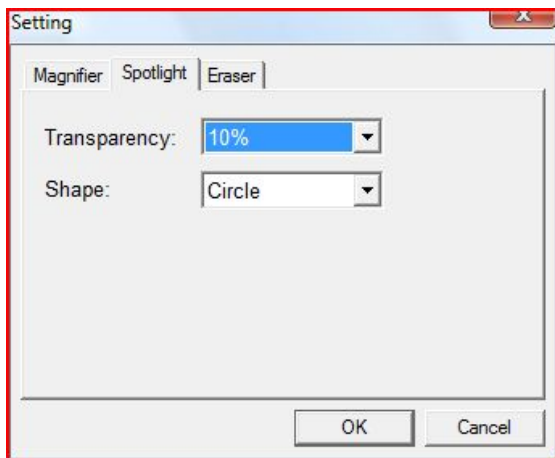 Setting
Magnifier Spotlight Eraser
Transparency: 10%
Shape: Circle
OK Cancel